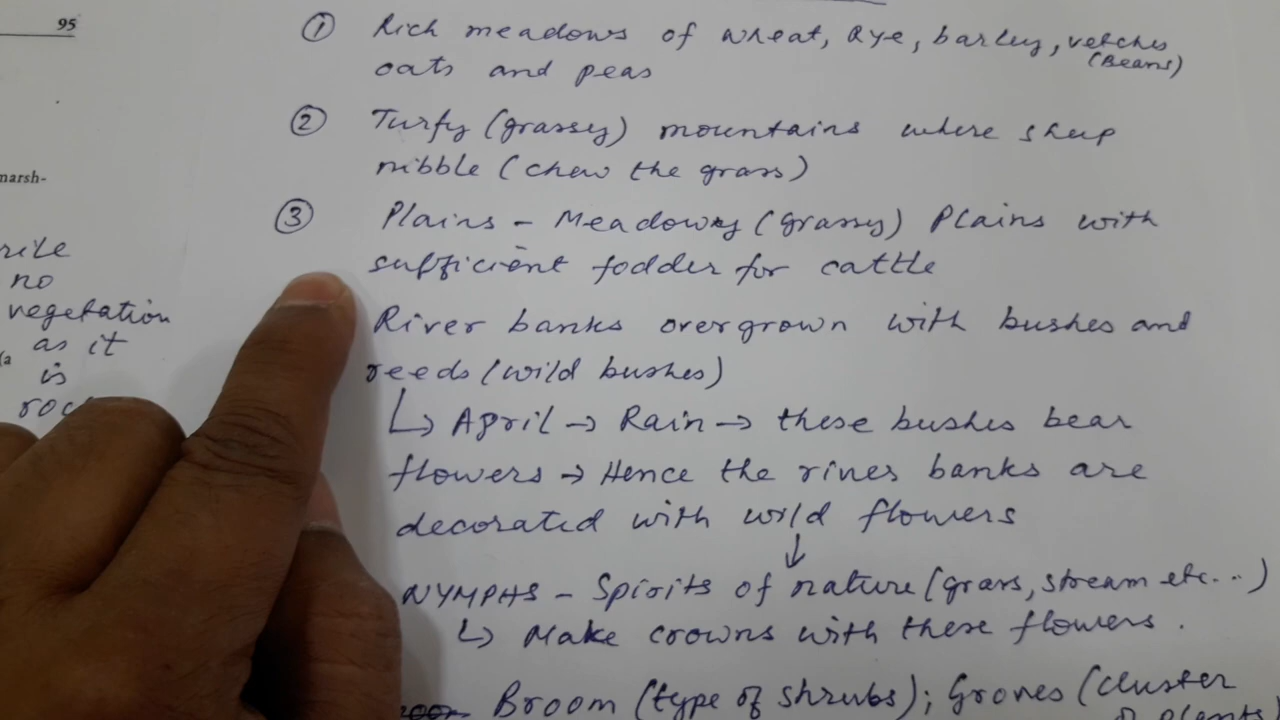 95
① Rich meadows of wheat, Rye, barley, vetches
(Beans)
oats and peas
② Turfy (grassy) mountains where sheep
nibble (chew the grass)
marsh-
③ Plains - Meadowy (grassy) Plains with
sufficient fodder for cattle
rile
no
vegetation
as it
(a
is
River banks overgrown with bushes and
reeds (wild bushes)
↳ April → Rain → these bushes bear
flowers → Hence the river banks are
decorated with wild flowers
↓
NYMPHS - Spirits of nature (grass, stream etc...)
↳ Make crowns with these flowers.
Broom (type of shrubs); Groves (cluster
of plants)